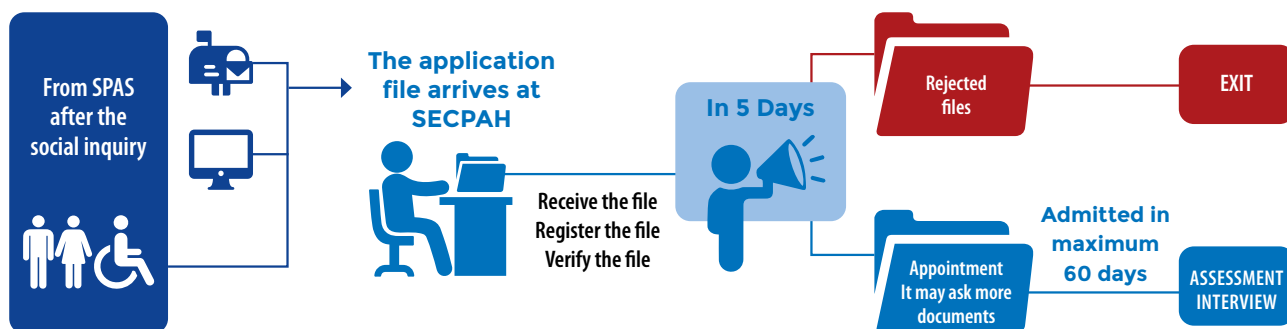 From SPAS
after the
social inquiry
The application
file arrives at
SECPAH
Receive the file
Register the file
Verify the file
In 5 Days
Rejected
files
EXIT
Appointment
It may ask more
documents
Admitted in
maximum
60 days
ASSESSMENT
INTERVIEW